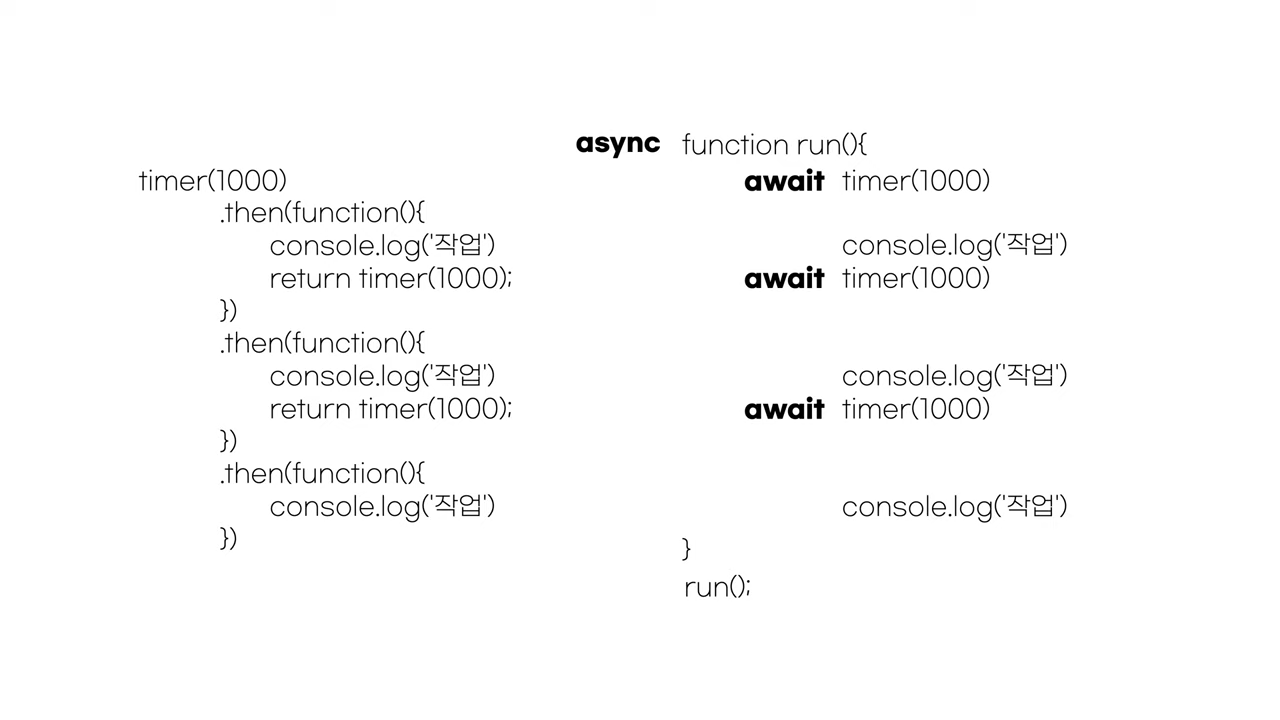 timer(1000)
.then(function(){
console.log('작업')
return timer(1000);
})
.then(function(){
console.log('작업')
return timer(1000);
})
.then(function(){
console.log('작업')
})
async function run(){
await timer(1000)
console.log('작업')
await timer(1000)
console.log('작업')
await timer(1000)
console.log('작업')
}
run();